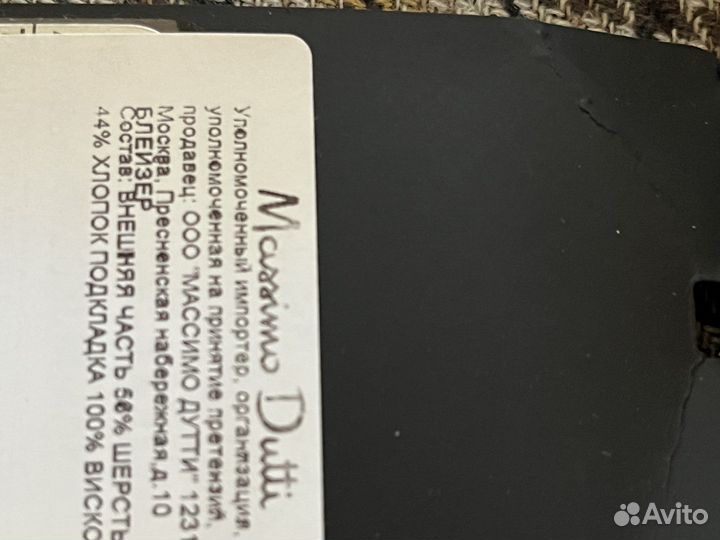 Massimo Dutti
Уполномоченный импортер, организация,
уполномоченная на принятие претензий,
продавец: ООО "МАССИМО ДУТТИ" 1231
Москва, Пресненская набережная,д.10
БЛЕЙЗЕР
Состав: ВНЕШНЯЯ ЧАСТЬ 56% ШЕРСТЬ
44% ХЛОПОК ПОДКЛАДКА 100% ВИСКО
Avito